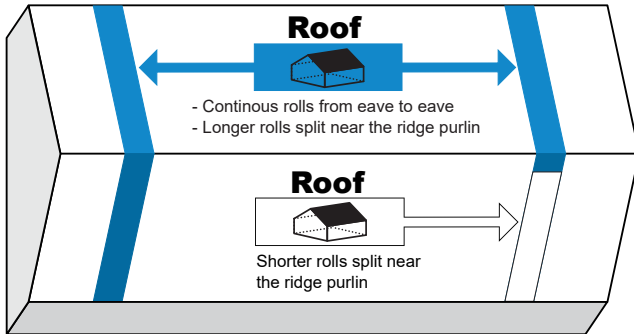 Roof
- Continous rolls from eave to eave
- Longer rolls split near the ridge purlin
Roof
Shorter rolls split near
the ridge purlin